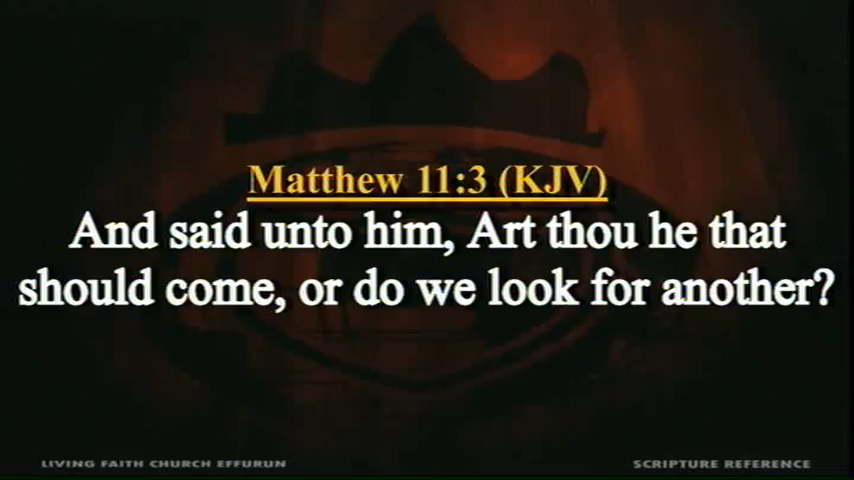 Matthew 11:3 (KJV)
And said unto him, Art thou he that
should come, or do we look for another?
LIVING FAITH CHURCH EFFURUN
SCRIPTURE REFERENCE